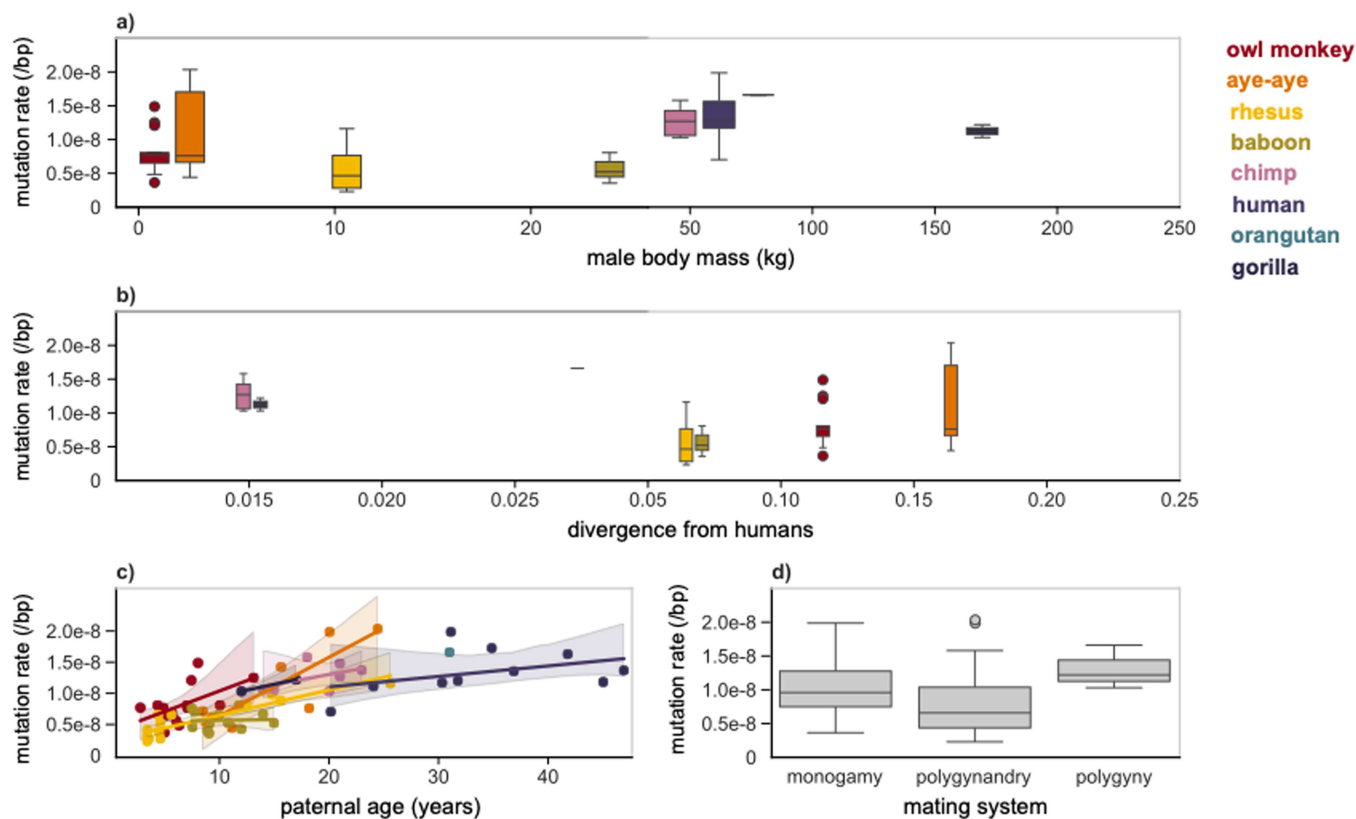 a)
mutation rate (/bp)
2.0e-8
1.5e-8
1.0e-8
0.5e-8
0
0 10 20 50 100 150 200 250
male body mass (kg)
owl monkey
aye-aye
rhesus
baboon
chimp
human
orangutan
gorilla
b)
mutation rate (/bp)
2.0e-8
1.5e-8
1.0e-8
0.5e-8
0
0.015 0.020 0.025 0.05 0.10 0.15 0.20 0.25
divergence from humans
c)
mutation rate (/bp)
2.0e-8
1.5e-8
1.0e-8
0.5e-8
0
10 20 30 40
paternal age (years)
d)
mutation rate (/bp)
2.0e-8
1.5e-8
1.0e-8
0.5e-8
0
monogamy polygynandry polygyny
mating system